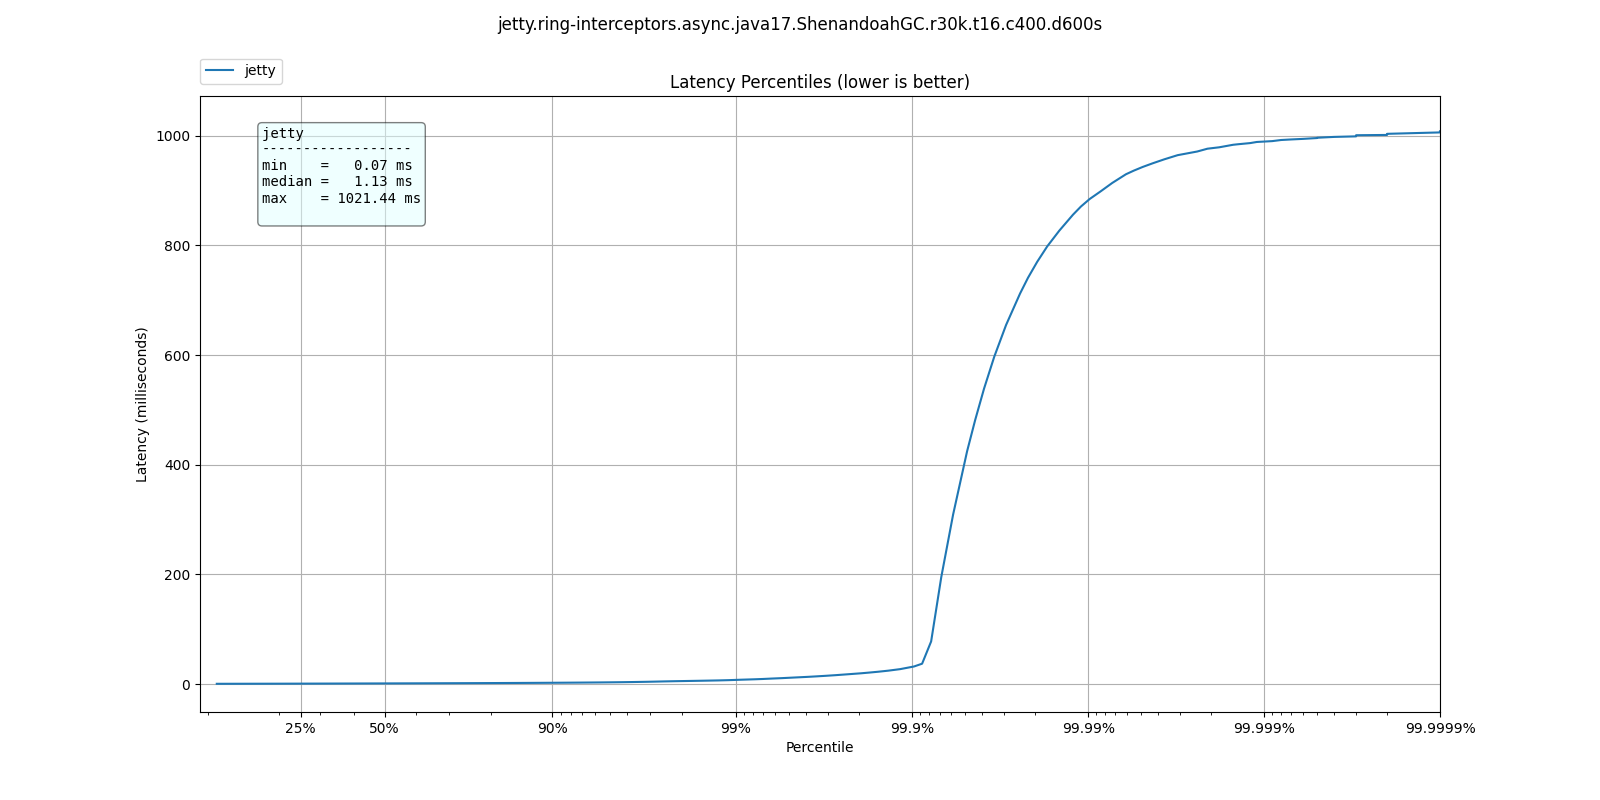 jetty.ring-interceptors.async.java17.ShenandoahGC.r30k.t16.c400.d600s
jetty
Latency Percentiles (lower is better)
jetty
------------------
min    =   0.07 ms
median =   1.13 ms
max    = 1021.44 ms
1000
800
600
400
200
0
Latency (milliseconds)
25% 50% 90% 99% 99.9% 99.99% 99.999% 99.9999%
Percentile